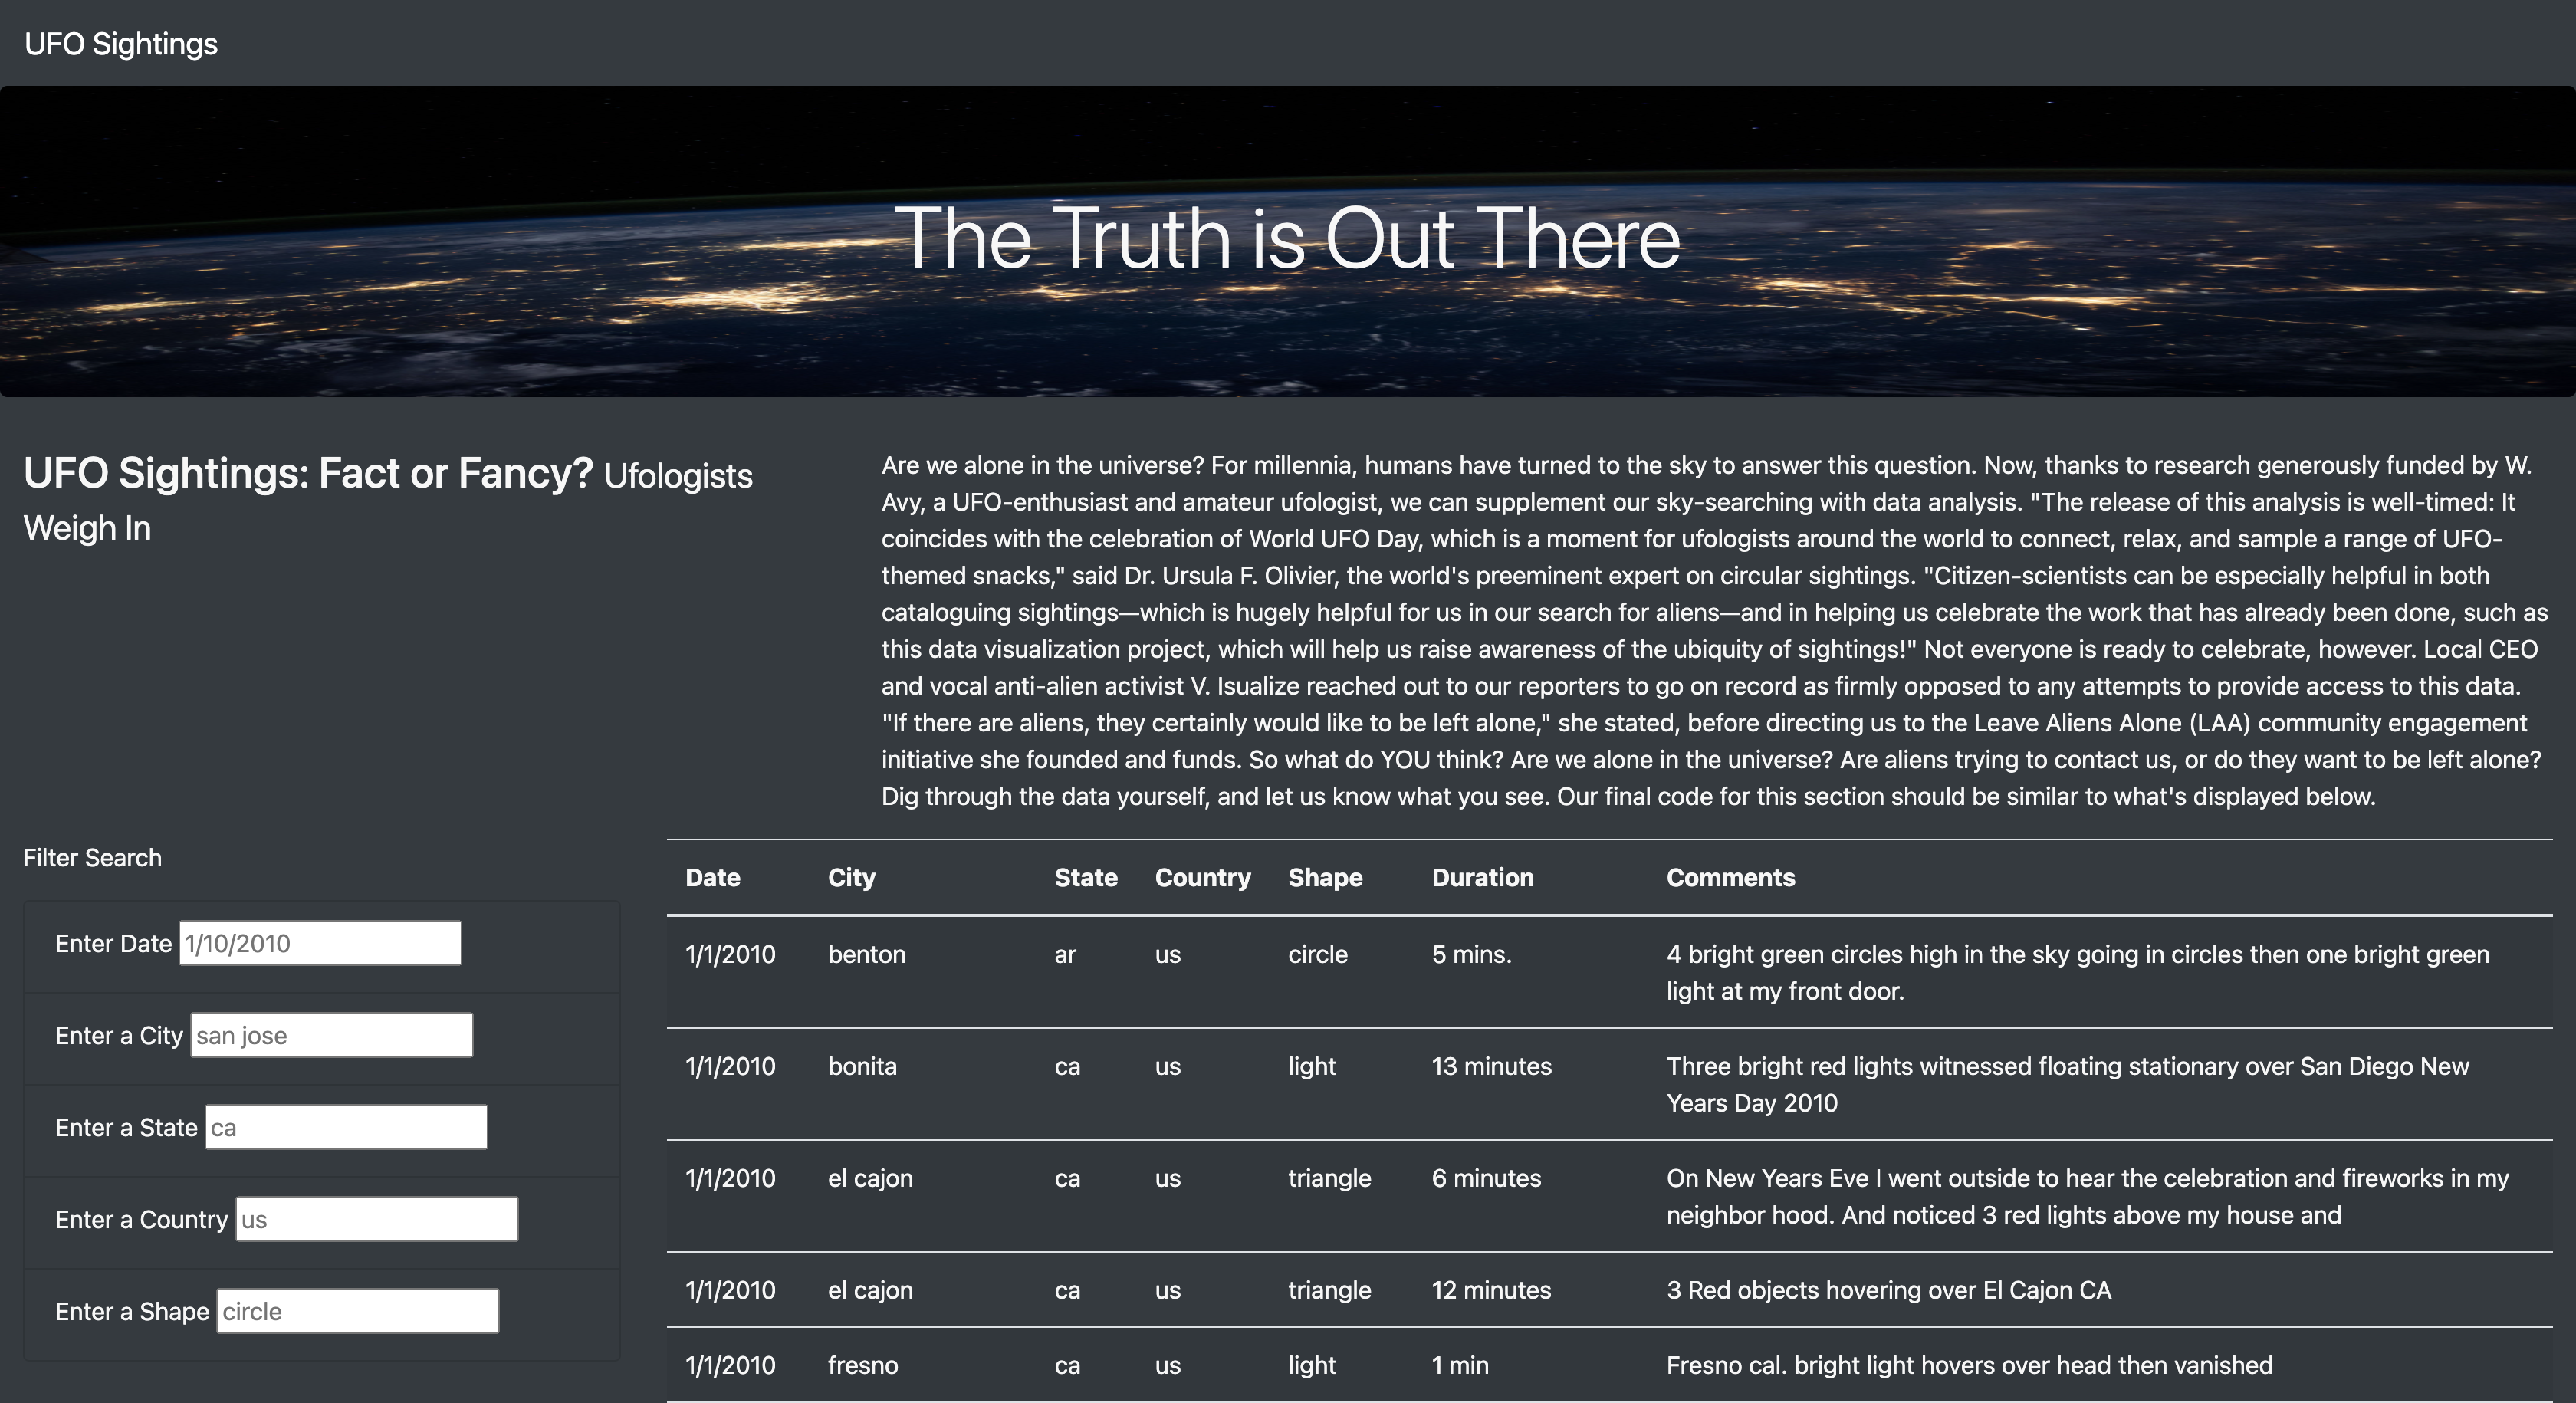 UFO Sightings
The Truth is Out There
UFO Sightings: Fact or Fancy? Ufologists
Weigh In
Are we alone in the universe? For millennia, humans have turned to the sky to answer this question. Now, thanks to research generously funded by W.
Avy, a UFO-enthusiast and amateur ufologist, we can supplement our sky-searching with data analysis. "The release of this analysis is well-timed: It
coincides with the celebration of World UFO Day, which is a moment for ufologists around the world to connect, relax, and sample a range of UFO-
themed snacks," said Dr. Ursula F. Olivier, the world's preeminent expert on circular sightings. "Citizen-scientists can be especially helpful in both
cataloguing sightings—which is hugely helpful for us in our search for aliens—and in helping us celebrate the work that has already been done, such as
this data visualization project, which will help us raise awareness of the ubiquity of sightings!" Not everyone is ready to celebrate, however. Local CEO
and vocal anti-alien activist V. Isualize reached out to our reporters to go on record as firmly opposed to any attempts to provide access to this data.
"If there are aliens, they certainly would like to be left alone," she stated, before directing us to the Leave Aliens Alone (LAA) community engagement
initiative she founded and funds. So what do YOU think? Are we alone in the universe? Are aliens trying to contact us, or do they want to be left alone?
Dig through the data yourself, and let us know what you see. Our final code for this section should be similar to what's displayed below.
Filter Search
Enter Date 1/10/2010
Enter a City san jose
Enter a State ca
Enter a Country us
Enter a Shape circle
Date City State Country Shape Duration Comments
1/1/2010 benton ar us circle 5 mins. 4 bright green circles high in the sky going in circles then one bright green
light at my front door.
1/1/2010 bonita ca us light 13 minutes Three bright red lights witnessed floating stationary over San Diego New
Years Day 2010
1/1/2010 el cajon ca us triangle 6 minutes On New Years Eve I went outside to hear the celebration and fireworks in my
neighbor hood. And noticed 3 red lights above my house and
1/1/2010 el cajon ca us triangle 12 minutes 3 Red objects hovering over El Cajon CA
1/1/2010 fresno ca us light 1 min Fresno cal. bright light hovers over head then vanished